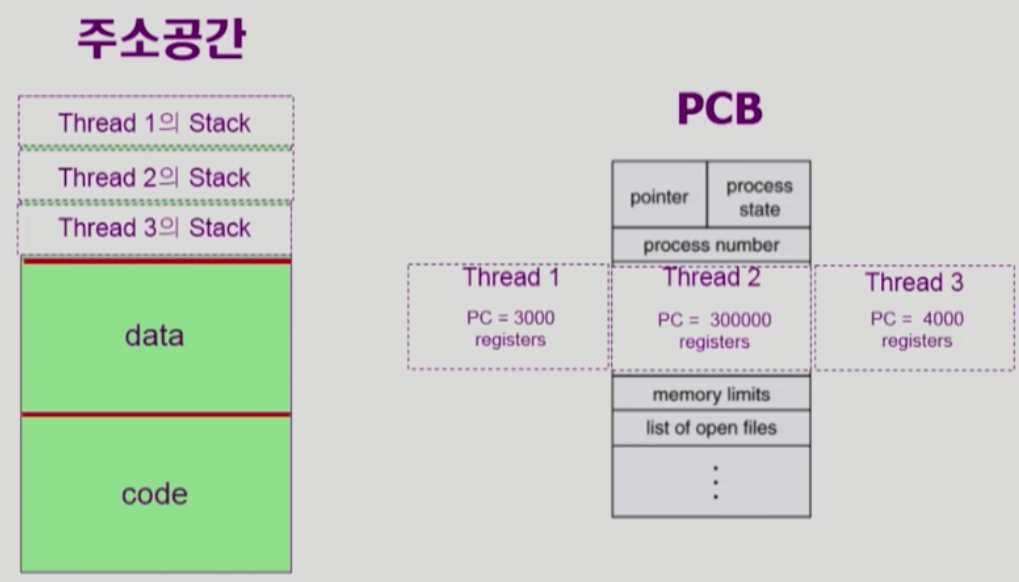 주소공간
Thread 1의 Stack
Thread 2의 Stack
Thread 3의 Stack
data
code
PCB
pointer
process
state
process number
Thread 1
PC = 3000
registers
Thread 2
PC = 300000
registers
Thread 3
PC = 4000
registers
memory limits
list of open files